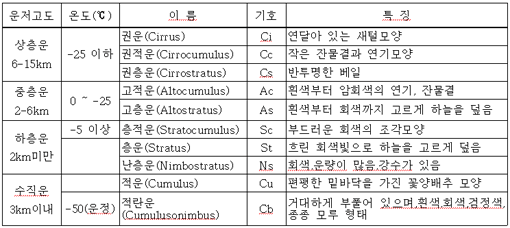 운저고도 온도(℃) 이 름 기호 특 징
상층운 6-15km -25 이하 권운(Cirrus) Ci 연달아 있는 새털모양
권적운(Cirrocumulus) Cc 작은 잔물결과 연기모양
권층운(Cirrostratus) Cs 반투명한 베일
중층운 2-6km 0 ~ -25 고적운(Altocumulus) Ac 흰색부터 암회색의 연기, 잔물결
고층운(Altostratus) As 흰색부터 회색까지 고르게 하늘을 덮음
하층운 2km미만 -5 이상 층적운(Stratocumulus) Sc 부드러운 회색의 조각모양
층운(Stratus) St 흐린 회색빛으로 하늘을 고르게 덮음
난층운(Nimbostratus) Ns 회색,운량이 많음,강수가 있음
수직운 3km이내 -50(운정) 적운(Cumulus) Cu 편평한 밑바닥을 가진 꽃양배추 모양
적란운 (Cumulusonimbus) Cb 거대하게 부풀어 있으며,흰색,회색,검정색,
종종 모루 형태